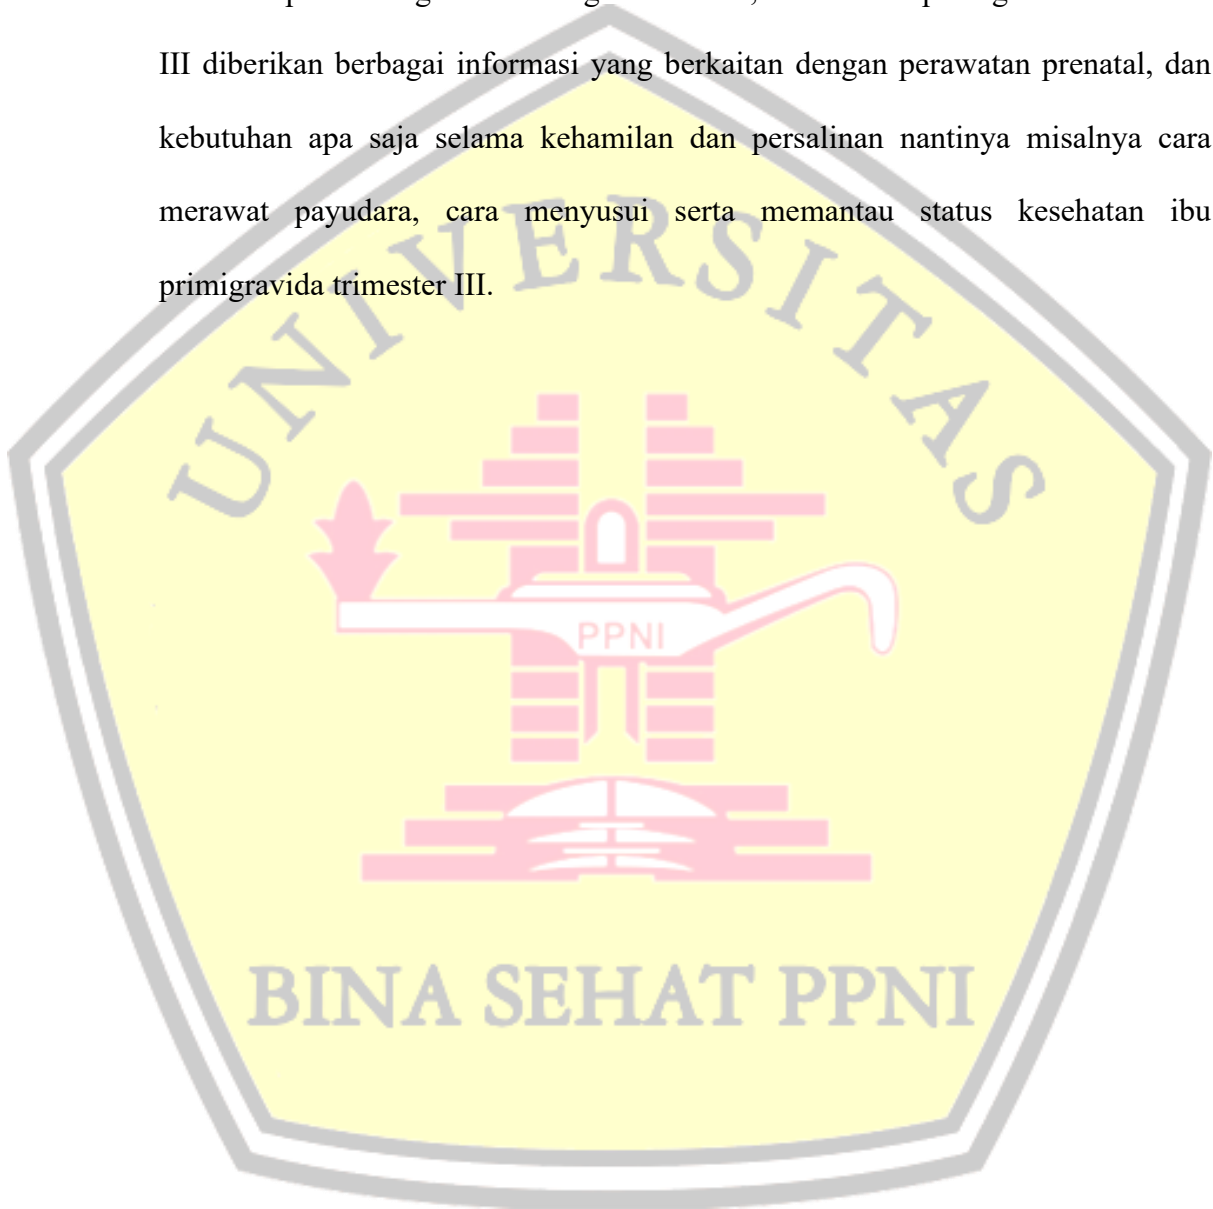 III diberikan berbagai informasi yang berkaitan dengan perawatan prenatal, dan
kebutuhan apa saja selama kehamilan dan persalinan nantinya misalnya cara
merawat payudara, cara menyusui serta memantau status kesehatan ibu
primigravida trimester III.
UNIVERSITAS
PPNI
BINA SEHAT PPNI